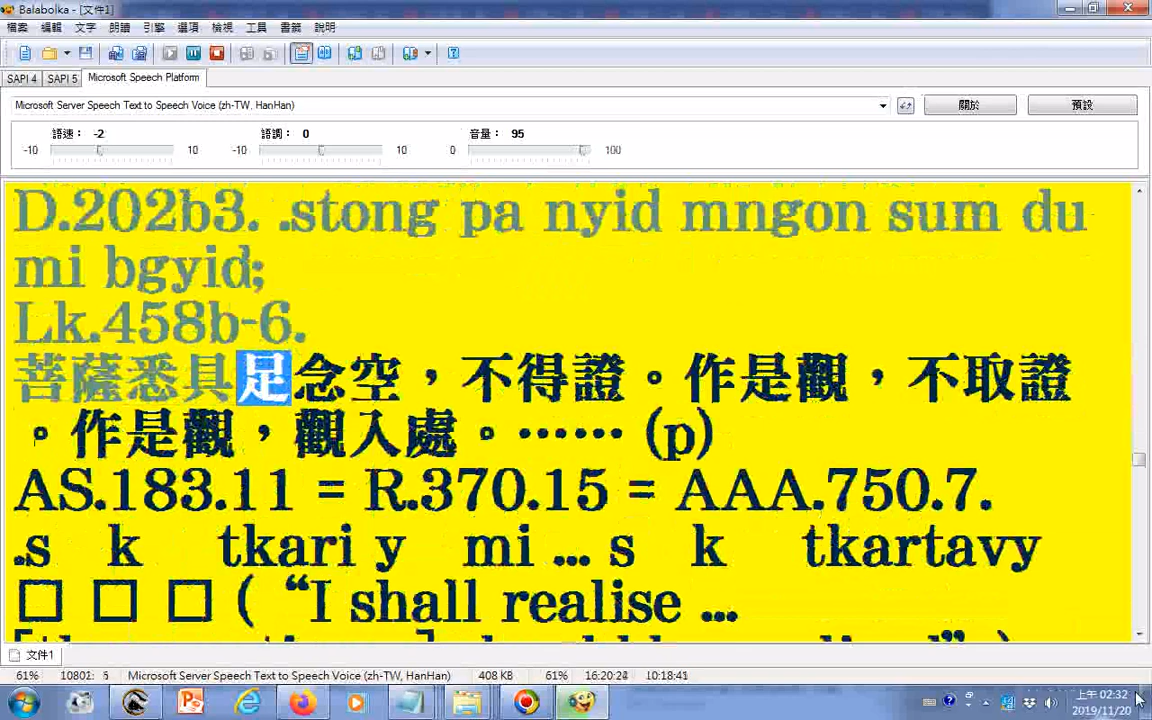 Balabolka - [文件1]
檔案 編輯 文字 朗讀 引擎 選項 檢視 工具 書籤 說明
SAPI 4 SAPI 5 Microsoft Speech Platform
Microsoft Server Speech Text to Speech Voice (zh-TW, HanHan) 關於 預設
語速： -2 語調： 0 音量： 95
-10 10 -10 10 0 100
D.202b3. .stong pa nyid mngon sum du
mi bgyid;
Lk.458b-6.
菩薩悉具足念空，不得證。作是觀，不取證
。作是觀，觀入處。…… (p)
AS.183.11 = R.370.15 = AAA.750.7.
.s k tkari y mi ... s k tkartavy
□ □ □ ( “I shall realise ...
文件1
61% Microsoft Server Speech Text to Speech Voice (zh-TW, HanHan) 408 KB 61% 16:20:24 10:18:41
上午 02:32
2019/11/20